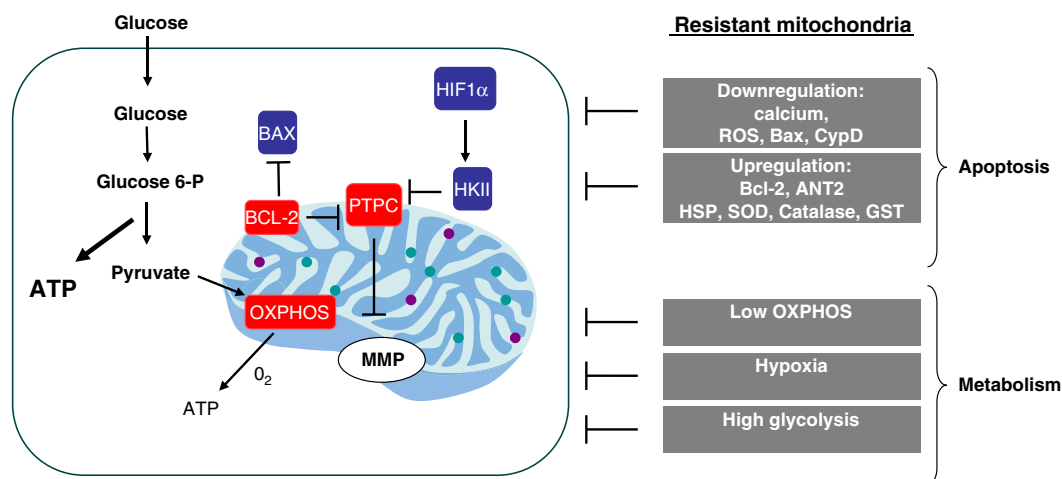 Glucose
Glucose
Glucose 6-P
ATP
Pyruvate
BAX
BCL-2
PTPC
HIF1α
HKII
OXPHOS
MMP
0₂
ATP
Resistant mitochondria
Downregulation:
calcium,
ROS, Bax, CypD
Upregulation:
Bcl-2, ANT2
HSP, SOD, Catalase, GST
Apoptosis
Low OXPHOS
Hypoxia
High glycolysis
Metabolism